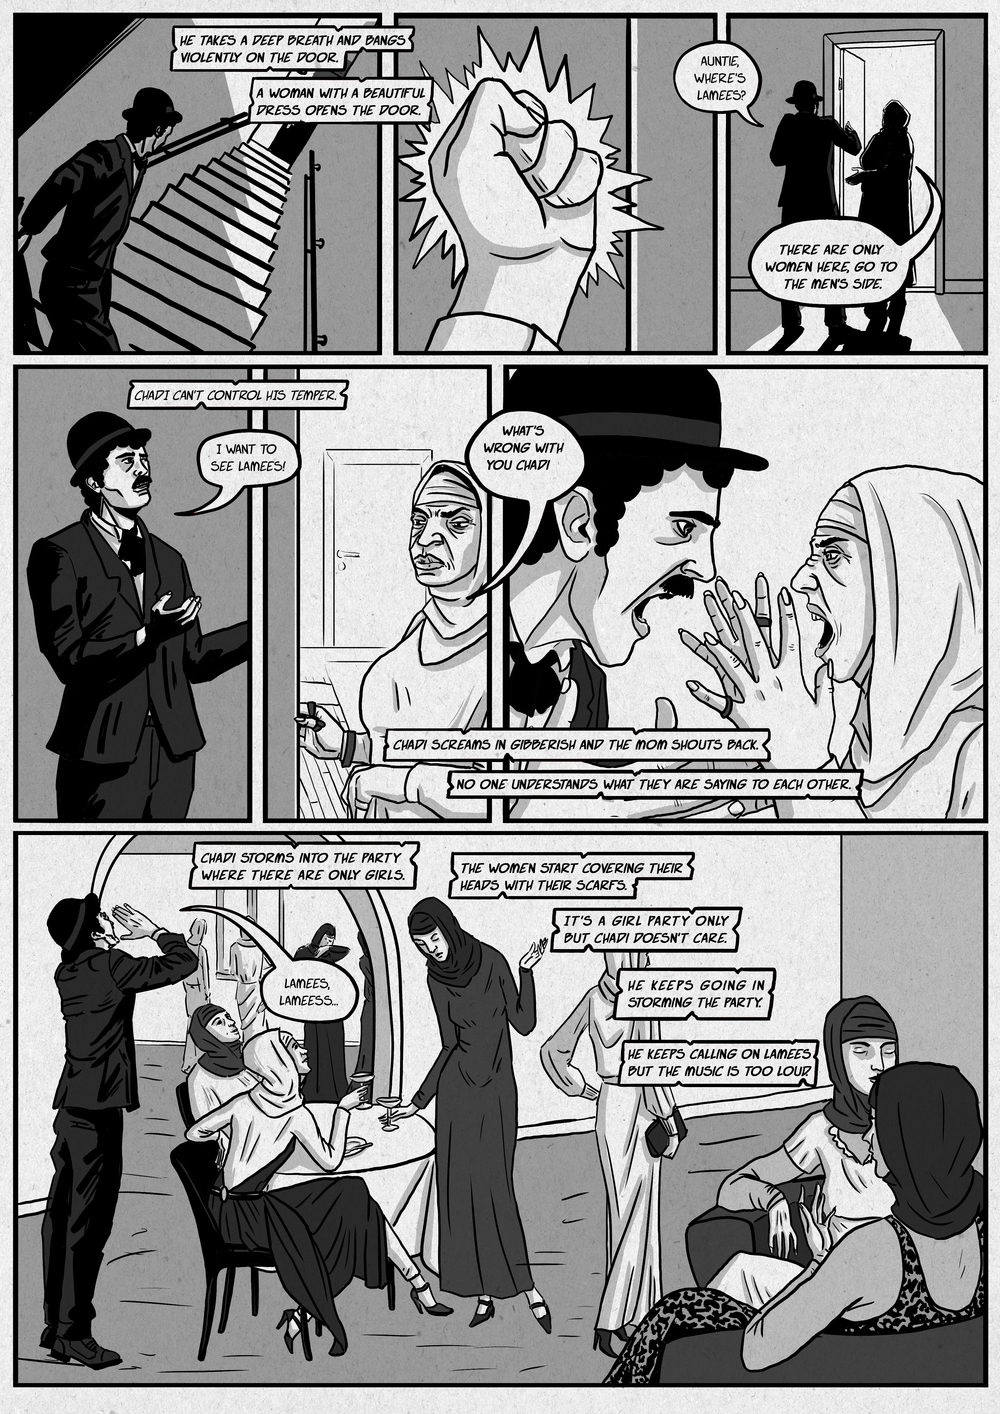 HE TAKES A DEEP BREATH AND BANGS
VIOLENTLY ON THE DOOR.
A WOMAN WITH A BEAUTIFUL
DRESS OPENS THE DOOR.
AUNTIE,
WHERE'S
LAMEES?
THERE ARE ONLY
WOMEN HERE, GO TO
THE MEN'S SIDE.
CHADI CAN'T CONTROL HIS TEMPER.
I WANT TO
SEE LAMEES!
WHAT'S
WRONG WITH
YOU CHADI
CHADI SCREAMS IN GIBBERISH AND THE MOM SHOUTS BACK.
NO ONE UNDERSTANDS WHAT THEY ARE SAYING TO EACH OTHER.
CHADI STORMS INTO THE PARTY
WHERE THERE ARE ONLY GIRLS.
THE WOMEN START COVERING THEIR
HEADS WITH THEIR SCARFS.
IT'S A GIRL PARTY ONLY
BUT CHADI DOESN'T CARE.
LAMEES,
LAMEESS...
HE KEEPS GOING IN
STORMING THE PARTY.
HE KEEPS CALLING ON LAMEES
BUT THE MUSIC IS TOO LOUD.